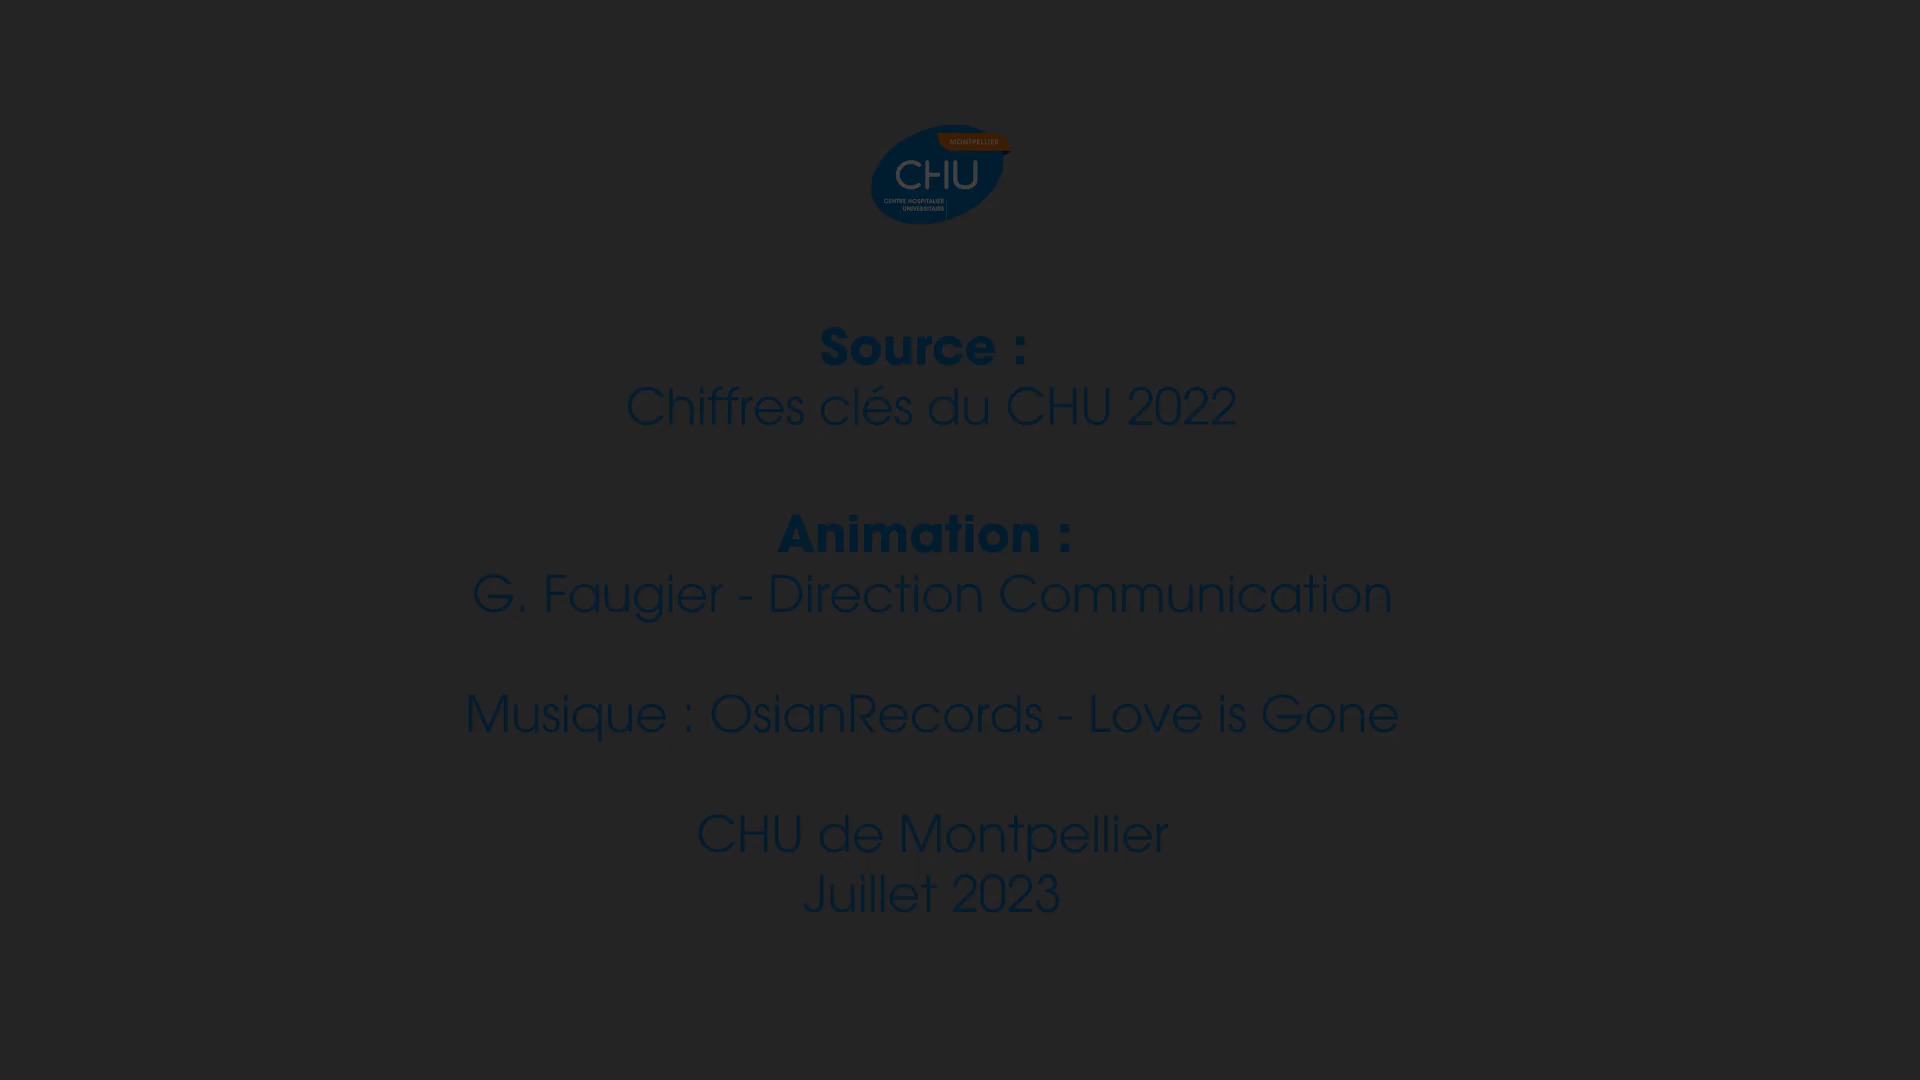 MONTPELLIER
CHU
CENTRE HOSPITALIER
UNIVERSITAIRE
Source :
Chiffres clés du CHU 2022
Animation :
G. Faugier - Direction Communication
Musique : OsianRecords - Love is Gone
CHU de Montpellier
Juillet 2023